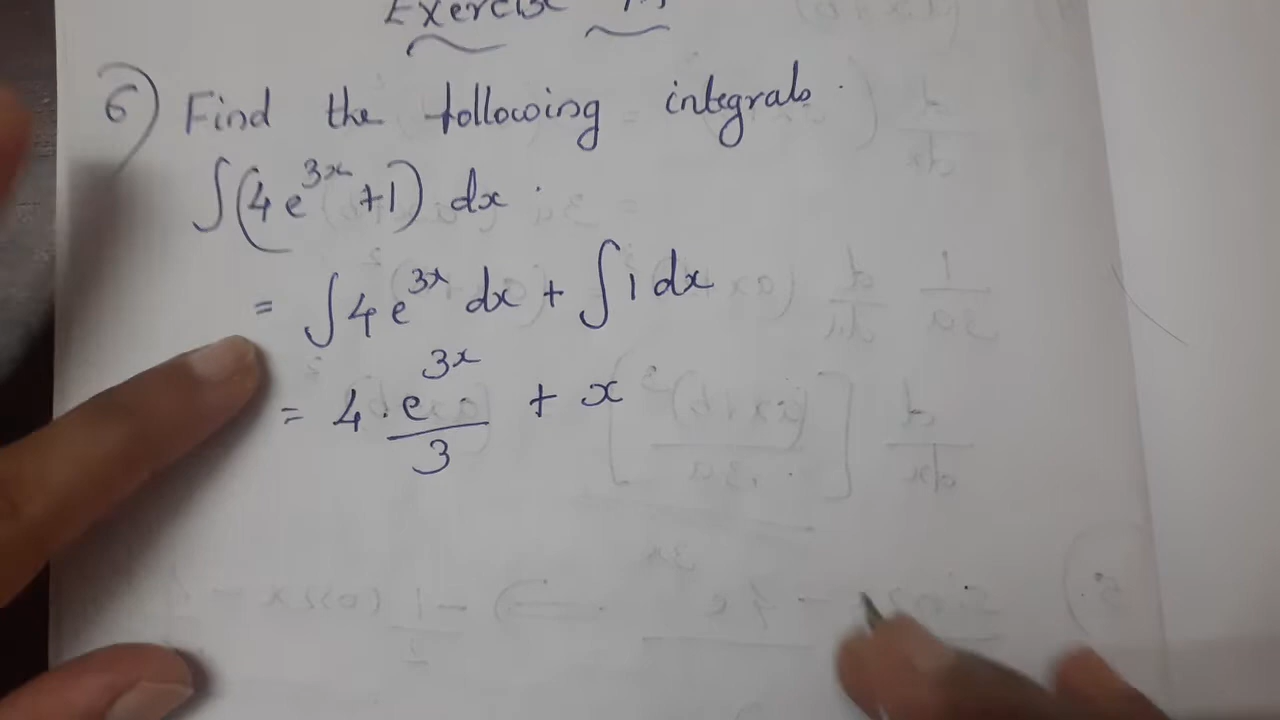 Exercise
6) Find the following integrals.
∫(4e^{3x} + 1) dx.
= ∫4e^{3x} dx + ∫1 dx
= 4 · e^{3x}/3 + x